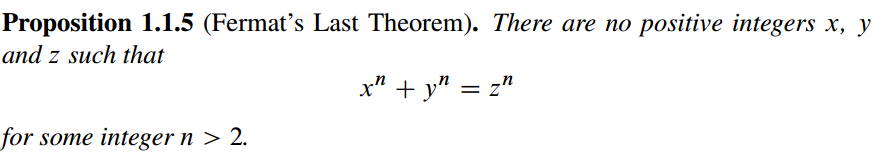 Proposition 1.1.5 (Fermat's Last Theorem). There are no positive integers x, y
and z such that
xⁿ + yⁿ = zⁿ
for some integer n > 2.